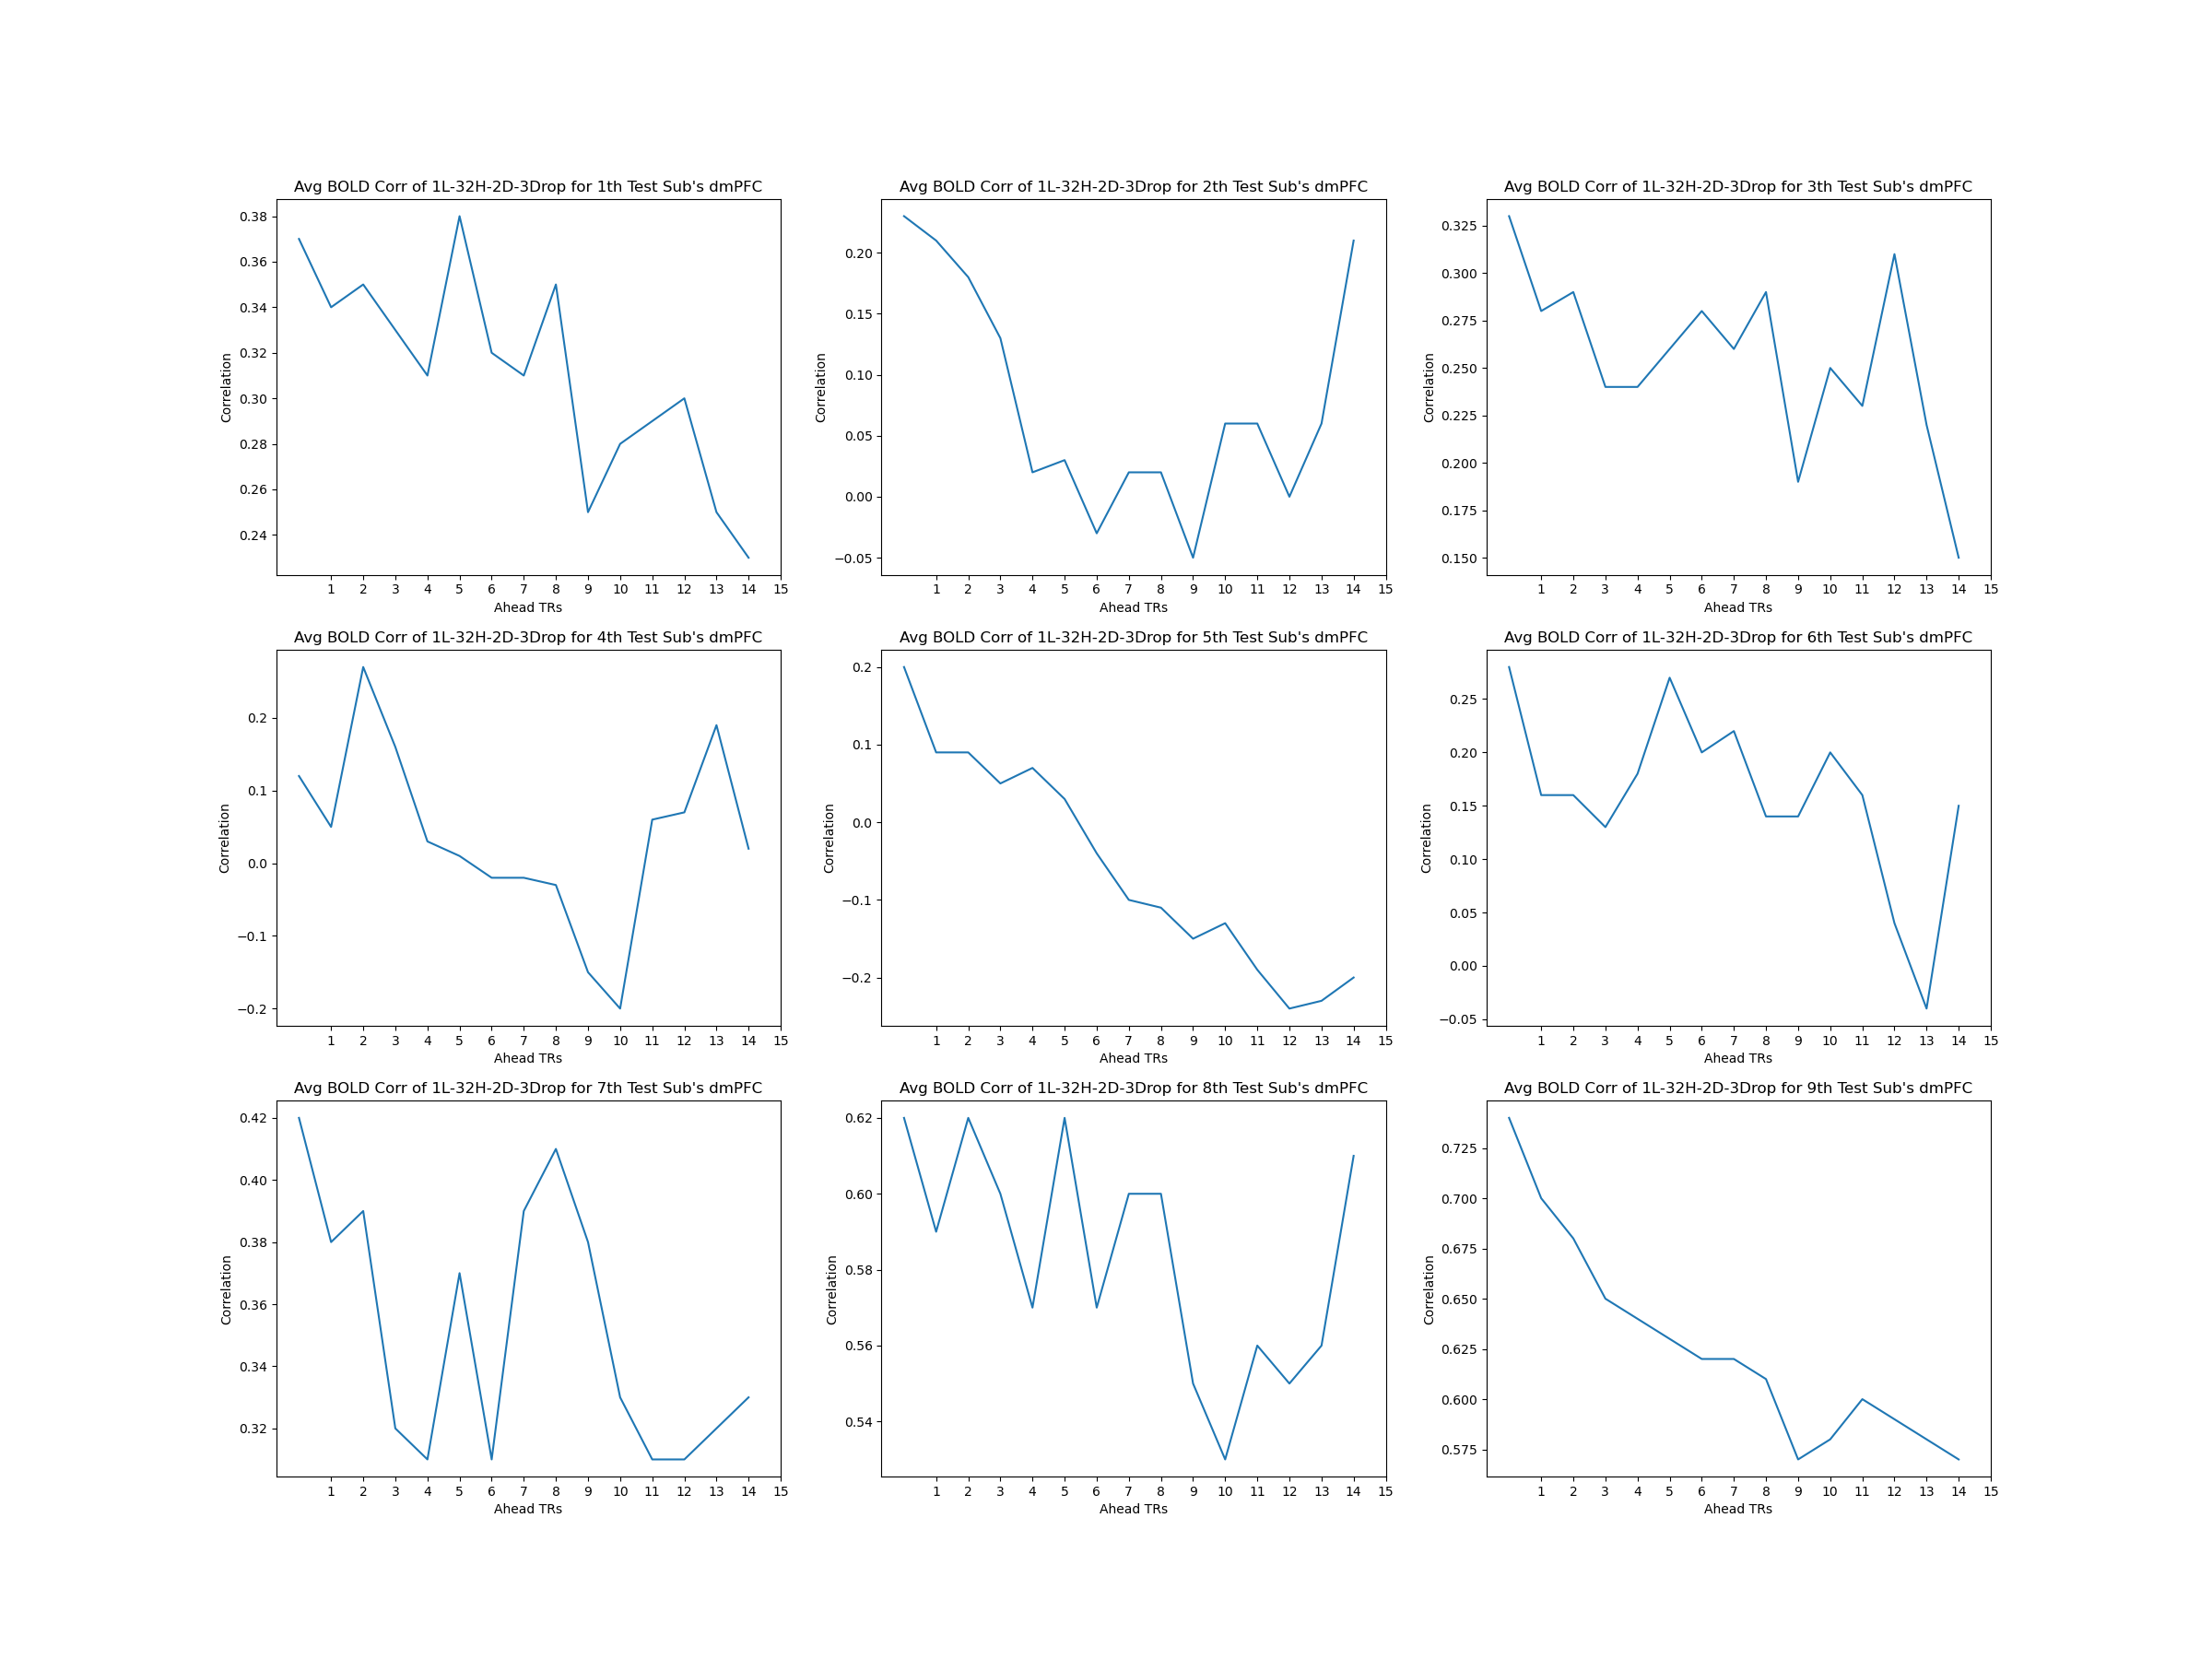 Avg BOLD Corr of 1L-32H-2D-3Drop for 1th Test Sub's dmPFC
0.38
0.36
0.34
0.32
0.30
0.28
0.26
0.24
Correlation
1 2 3 4 5 6 7 8 9 10 11 12 13 14 15
Ahead TRs
Avg BOLD Corr of 1L-32H-2D-3Drop for 2th Test Sub's dmPFC
0.20
0.15
0.10
0.05
0.00
−0.05
Correlation
1 2 3 4 5 6 7 8 9 10 11 12 13 14 15
Ahead TRs
Avg BOLD Corr of 1L-32H-2D-3Drop for 3th Test Sub's dmPFC
0.325
0.300
0.275
0.250
0.225
0.200
0.175
0.150
Correlation
1 2 3 4 5 6 7 8 9 10 11 12 13 14 15
Ahead TRs
Avg BOLD Corr of 1L-32H-2D-3Drop for 4th Test Sub's dmPFC
0.2
0.1
0.0
−0.1
−0.2
Correlation
1 2 3 4 5 6 7 8 9 10 11 12 13 14 15
Ahead TRs
Avg BOLD Corr of 1L-32H-2D-3Drop for 5th Test Sub's dmPFC
0.2
0.1
0.0
−0.1
−0.2
Correlation
1 2 3 4 5 6 7 8 9 10 11 12 13 14 15
Ahead TRs
Avg BOLD Corr of 1L-32H-2D-3Drop for 6th Test Sub's dmPFC
0.25
0.20
0.15
0.10
0.05
0.00
−0.05
Correlation
1 2 3 4 5 6 7 8 9 10 11 12 13 14 15
Ahead TRs
Avg BOLD Corr of 1L-32H-2D-3Drop for 7th Test Sub's dmPFC
0.42
0.40
0.38
0.36
0.34
0.32
Correlation
1 2 3 4 5 6 7 8 9 10 11 12 13 14 15
Ahead TRs
Avg BOLD Corr of 1L-32H-2D-3Drop for 8th Test Sub's dmPFC
0.62
0.60
0.58
0.56
0.54
Correlation
1 2 3 4 5 6 7 8 9 10 11 12 13 14 15
Ahead TRs
Avg BOLD Corr of 1L-32H-2D-3Drop for 9th Test Sub's dmPFC
0.725
0.700
0.675
0.650
0.625
0.600
0.575
Correlation
1 2 3 4 5 6 7 8 9 10 11 12 13 14 15
Ahead TRs